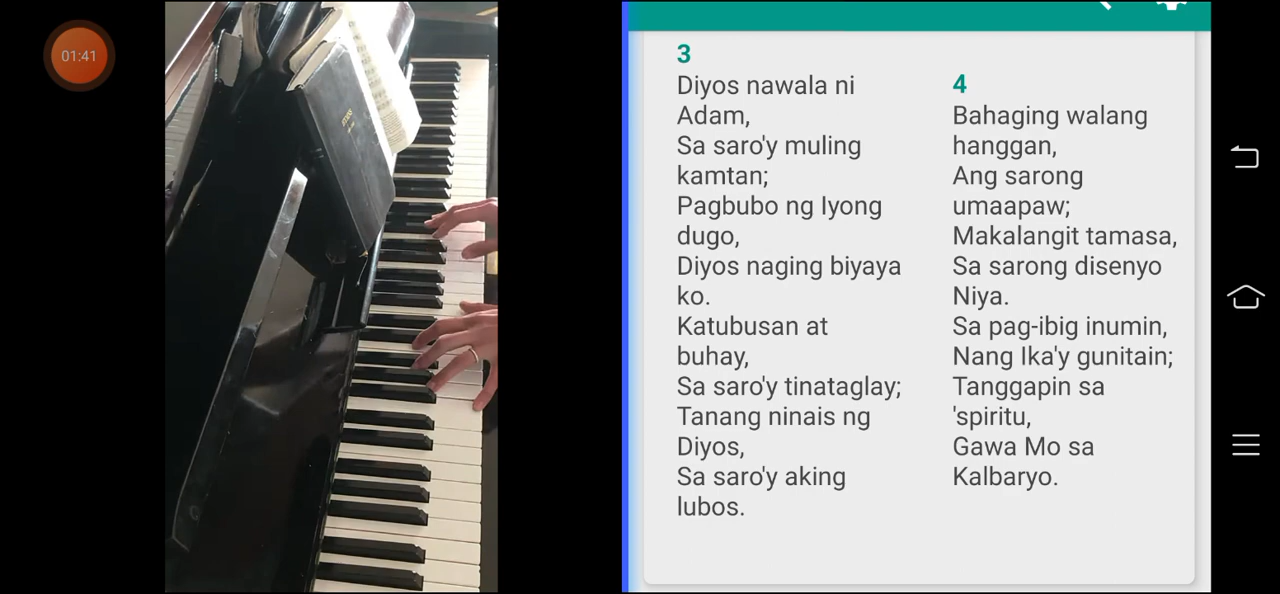 01:41
3
Diyos nawala ni
Adam,
Sa saro'y muling
kamtan;
Pagbubo ng Iyong
dugo,
Diyos naging biyaya
ko.
Katubusan at
buhay,
Sa saro'y tinataglay;
Tanang ninais ng
Diyos,
Sa saro'y aking
lubos.
4
Bahaging walang
hanggan,
Ang sarong
umaapaw;
Makalangit tamasa,
Sa sarong disenyo
Niya.
Sa pag-ibig inumin,
Nang Ika'y gunitain;
Tanggapin sa
'spiritu,
Gawa Mo sa
Kalbaryo.